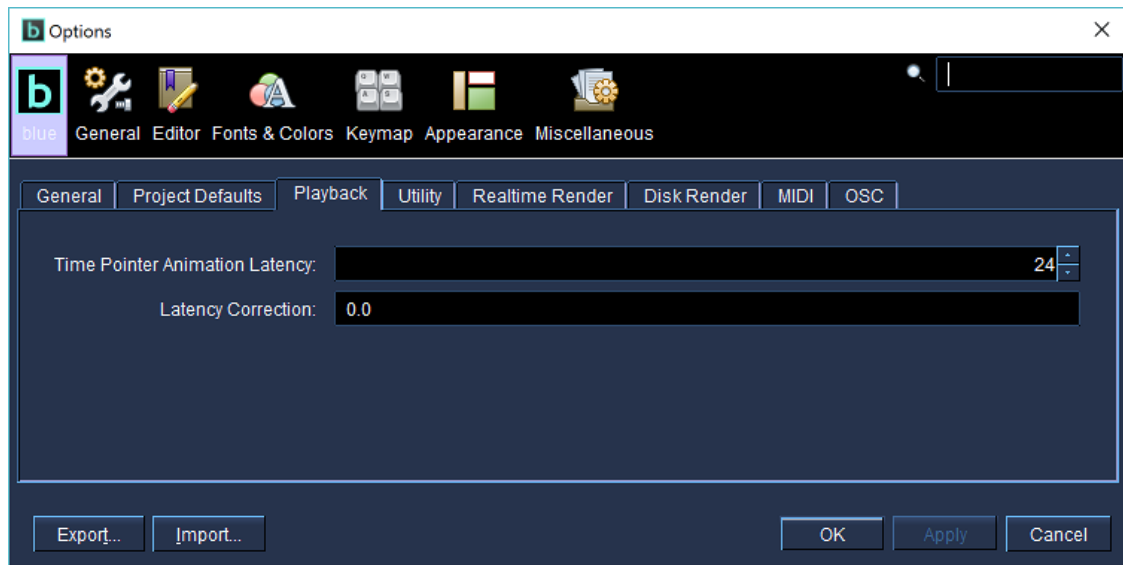 b Options
b
blue General Editor Fonts & Colors Keymap Appearance Miscellaneous
General Project Defaults Playback Utility Realtime Render Disk Render MIDI OSC
Time Pointer Animation Latency: 24
Latency Correction: 0.0
Export... Import... OK Apply Cancel